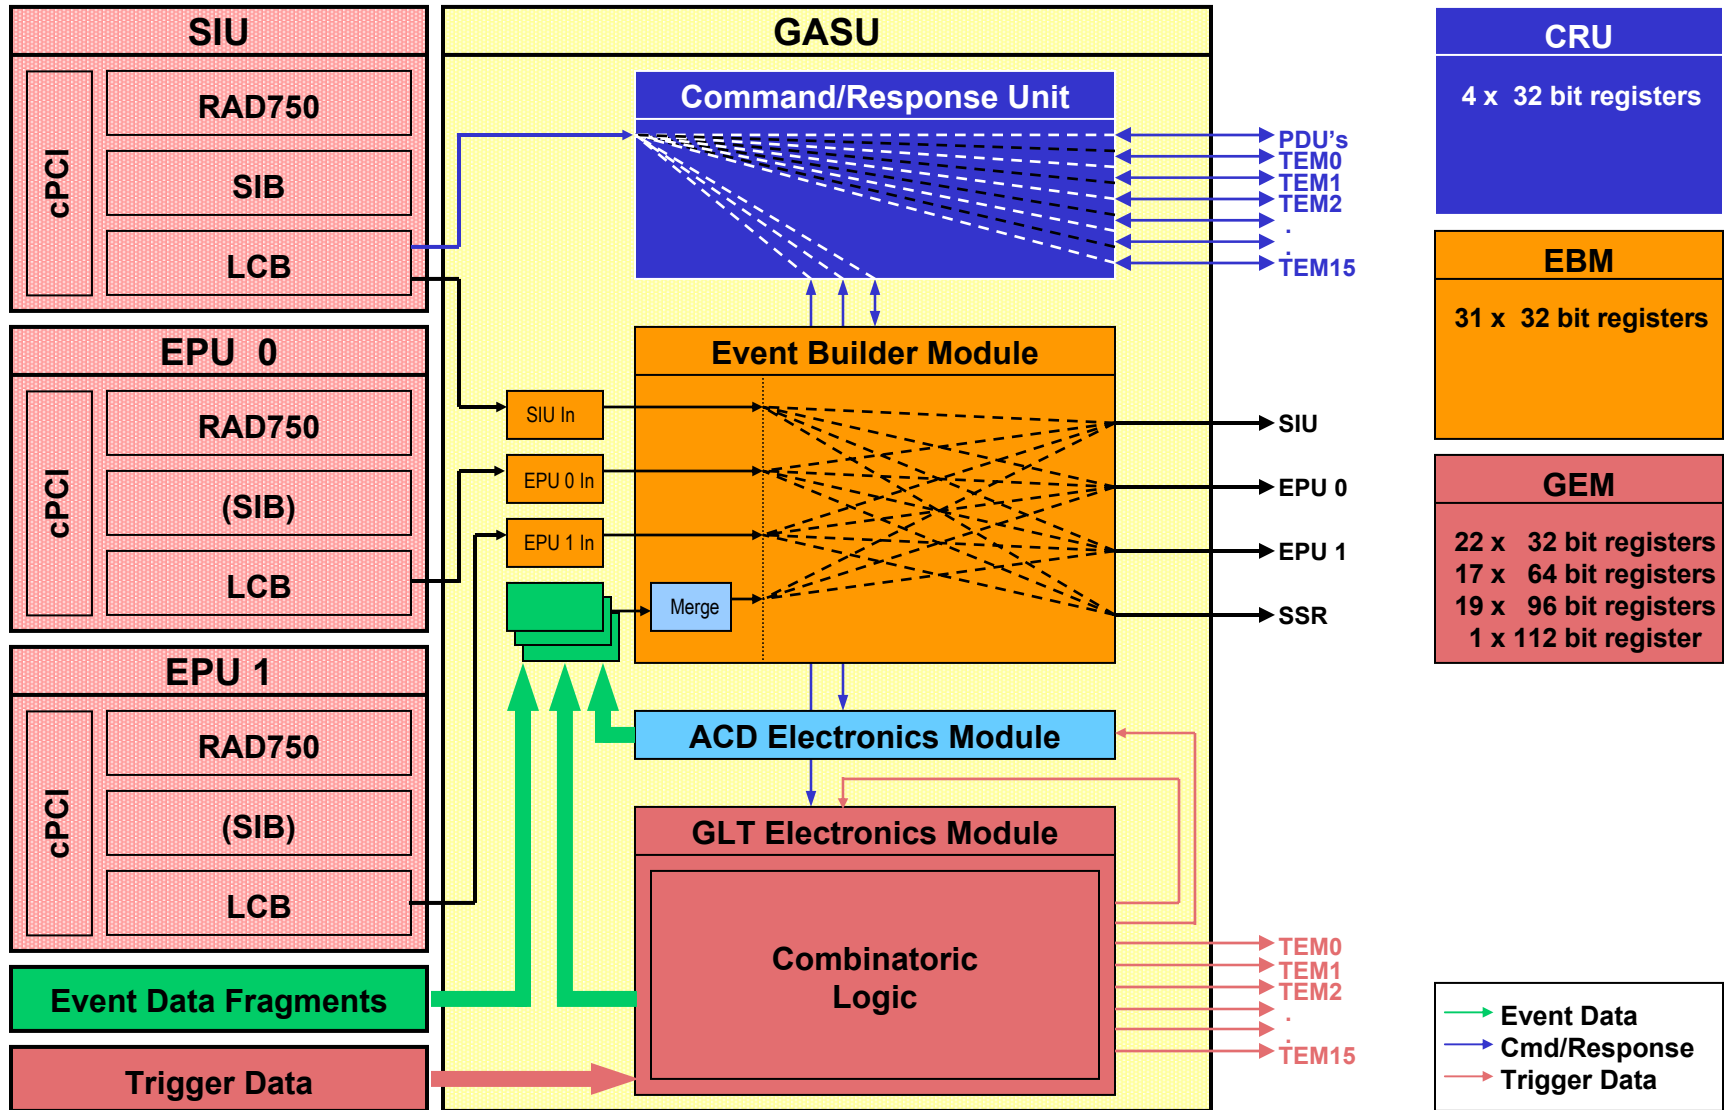 SIU
cPCI
RAD750
SIB
LCB
EPU 0
cPCI
RAD750
(SIB)
LCB
EPU 1
cPCI
RAD750
(SIB)
LCB
Event Data Fragments
Trigger Data
GASU
Command/Response Unit
PDU's
TEM0
TEM1
TEM2
.
.
TEM15
Event Builder Module
SIU In
EPU 0 In
EPU 1 In
Merge
SIU
EPU 0
EPU 1
SSR
ACD Electronics Module
GLT Electronics Module
Combinatoric
Logic
TEM0
TEM1
TEM2
.
.
TEM15
CRU
4 x 32 bit registers
EBM
31 x 32 bit registers
GEM
22 x 32 bit registers
17 x 64 bit registers
19 x 96 bit registers
1 x 112 bit register
Event Data
Cmd/Response
Trigger Data